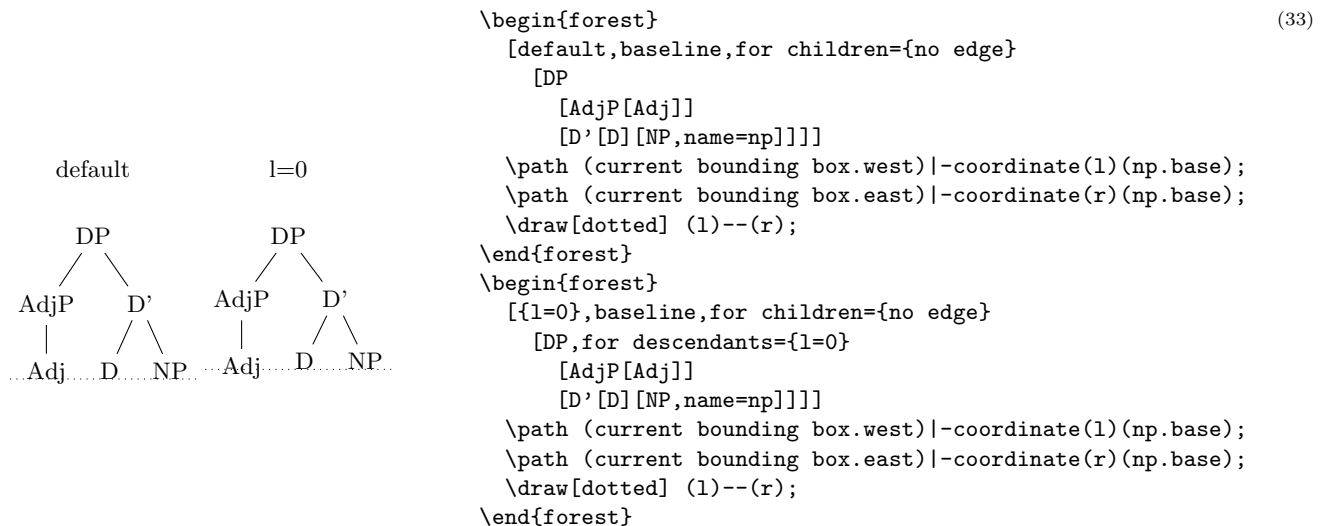 default l=0
DP DP
AdjP D' AdjP D'
Adj D NP Adj D NP
\begin{forest} (33)
  [default,baseline,for children={no edge}
    [DP
      [AdjP[Adj]]
      [D'[D][NP,name=np]]]]
  \path (current bounding box.west)|-coordinate(l)(np.base);
  \path (current bounding box.east)|-coordinate(r)(np.base);
  \draw[dotted] (l)--(r);
\end{forest}
\begin{forest}
  [{l=0},baseline,for children={no edge}
    [DP,for descendants={l=0}
      [AdjP[Adj]]
      [D'[D][NP,name=np]]]]
  \path (current bounding box.west)|-coordinate(l)(np.base);
  \path (current bounding box.east)|-coordinate(r)(np.base);
  \draw[dotted] (l)--(r);
\end{forest}